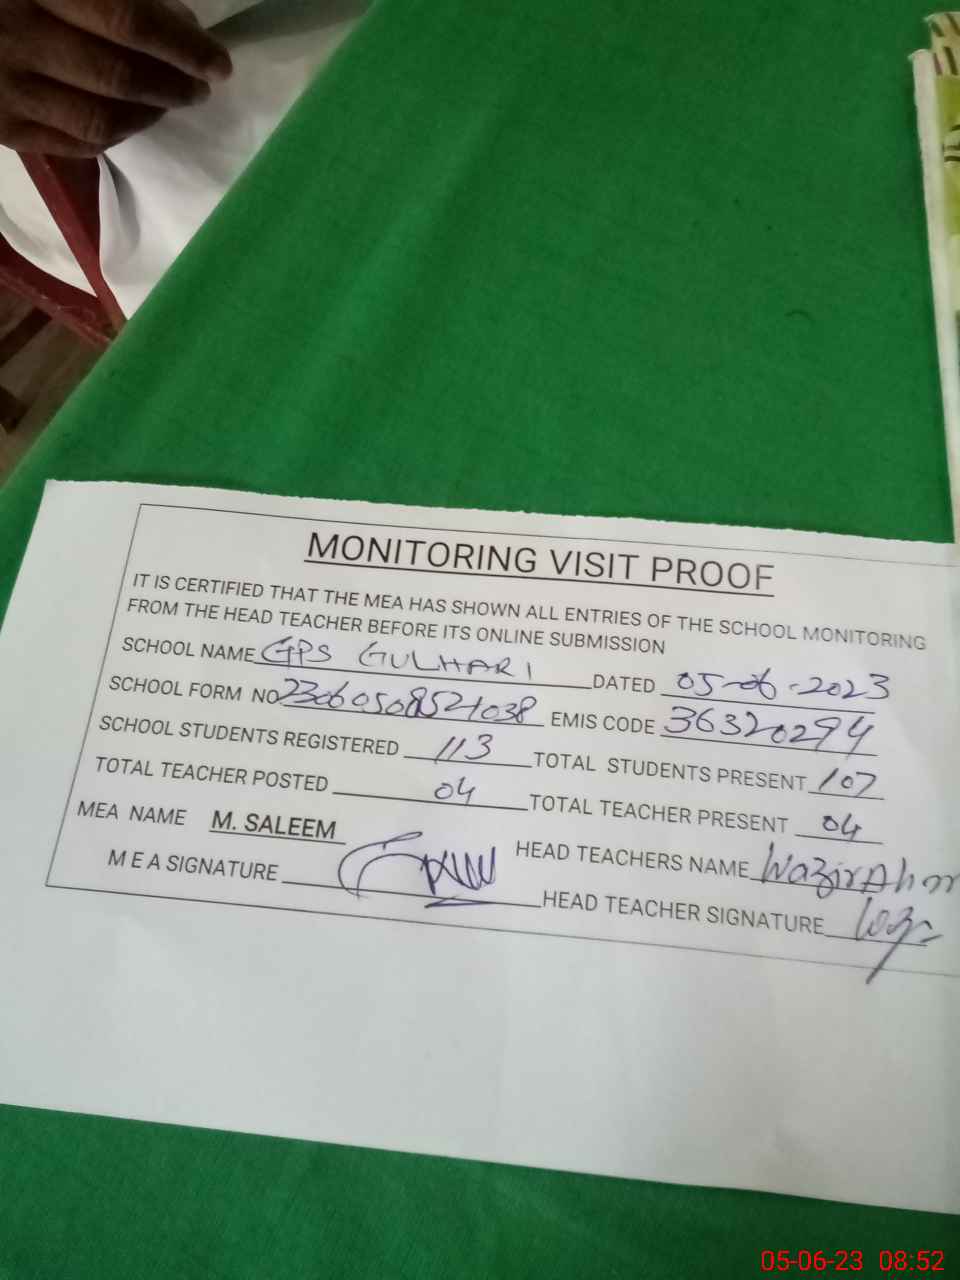 MONITORING VISIT PROOF
IT IS CERTIFIED THAT THE MEA HAS SHOWN ALL ENTRIES OF THE SCHOOL MONITORING
FROM THE HEAD TEACHER BEFORE ITS ONLINE SUBMISSION
SCHOOL NAME GPS GULHARI DATED 05-06-2023
SCHOOL FORM NO 23060508521038 EMIS CODE 36320294
SCHOOL STUDENTS REGISTERED 113 TOTAL STUDENTS PRESENT 107
TOTAL TEACHER POSTED 04 TOTAL TEACHER PRESENT 04
MEA NAME M. SALEEM HEAD TEACHERS NAME Wazir Ahm
M E A SIGNATURE HEAD TEACHER SIGNATURE
05-06-23 08:52